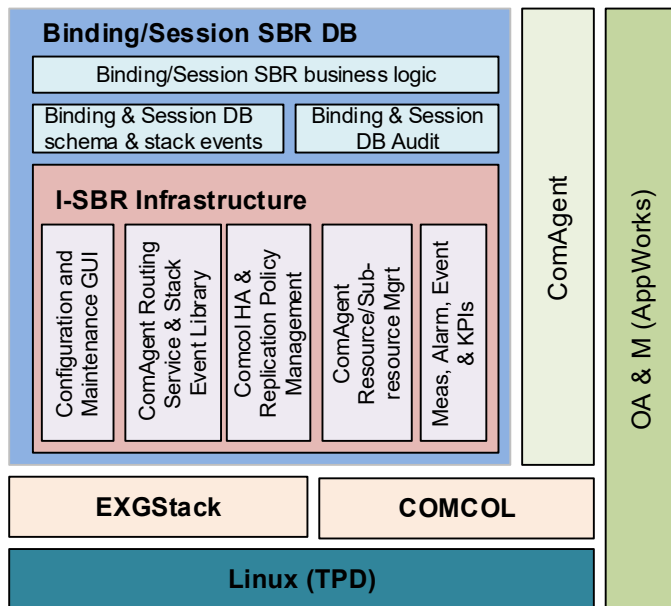 Binding/Session SBR DB
Binding/Session SBR business logic
Binding & Session DB
schema & stack events
Binding & Session
DB Audit
I-SBR Infrastructure
Configuration and
Maintenance GUI
ComAgent Routing
Service & Stack
Event Library
Comcol HA &
Replication Policy
Management
ComAgent
Resource/Sub-
resource Mgrt
Meas, Alarm, Event
& KPIs
ComAgent
OA & M (AppWorks)
EXGStack
COMCOL
Linux (TPD)